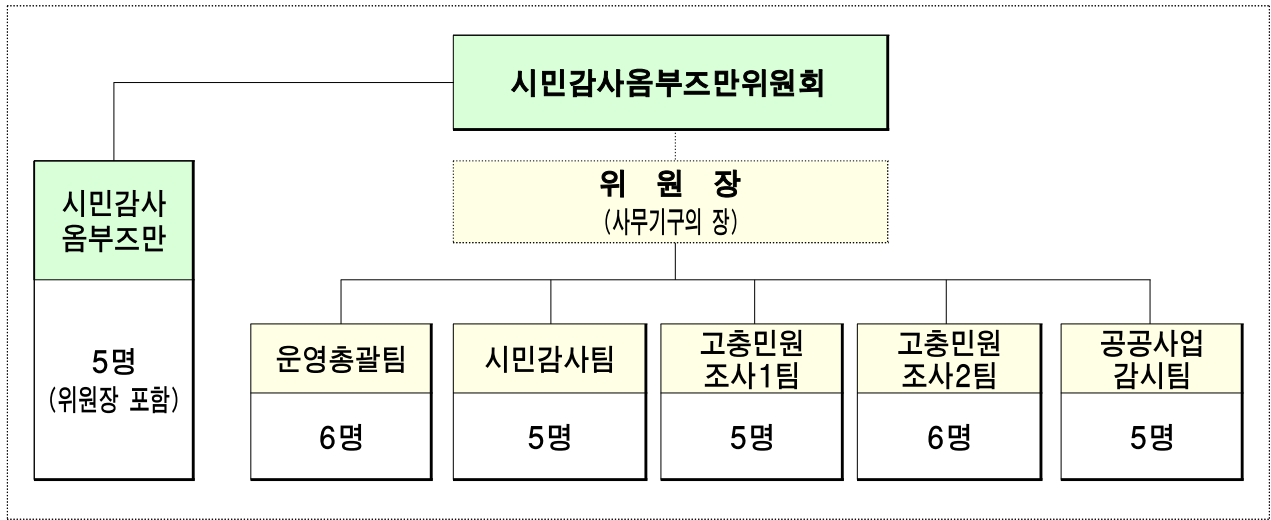 시민감사옴부즈만위원회
시민감사
옴부즈만
5명
(위원장 포함)
위 원 장
(사무기구의 장)
운영총괄팀
6명
시민감사팀
5명
고충민원
조사1팀
5명
고충민원
조사2팀
6명
공공사업
감시팀
5명